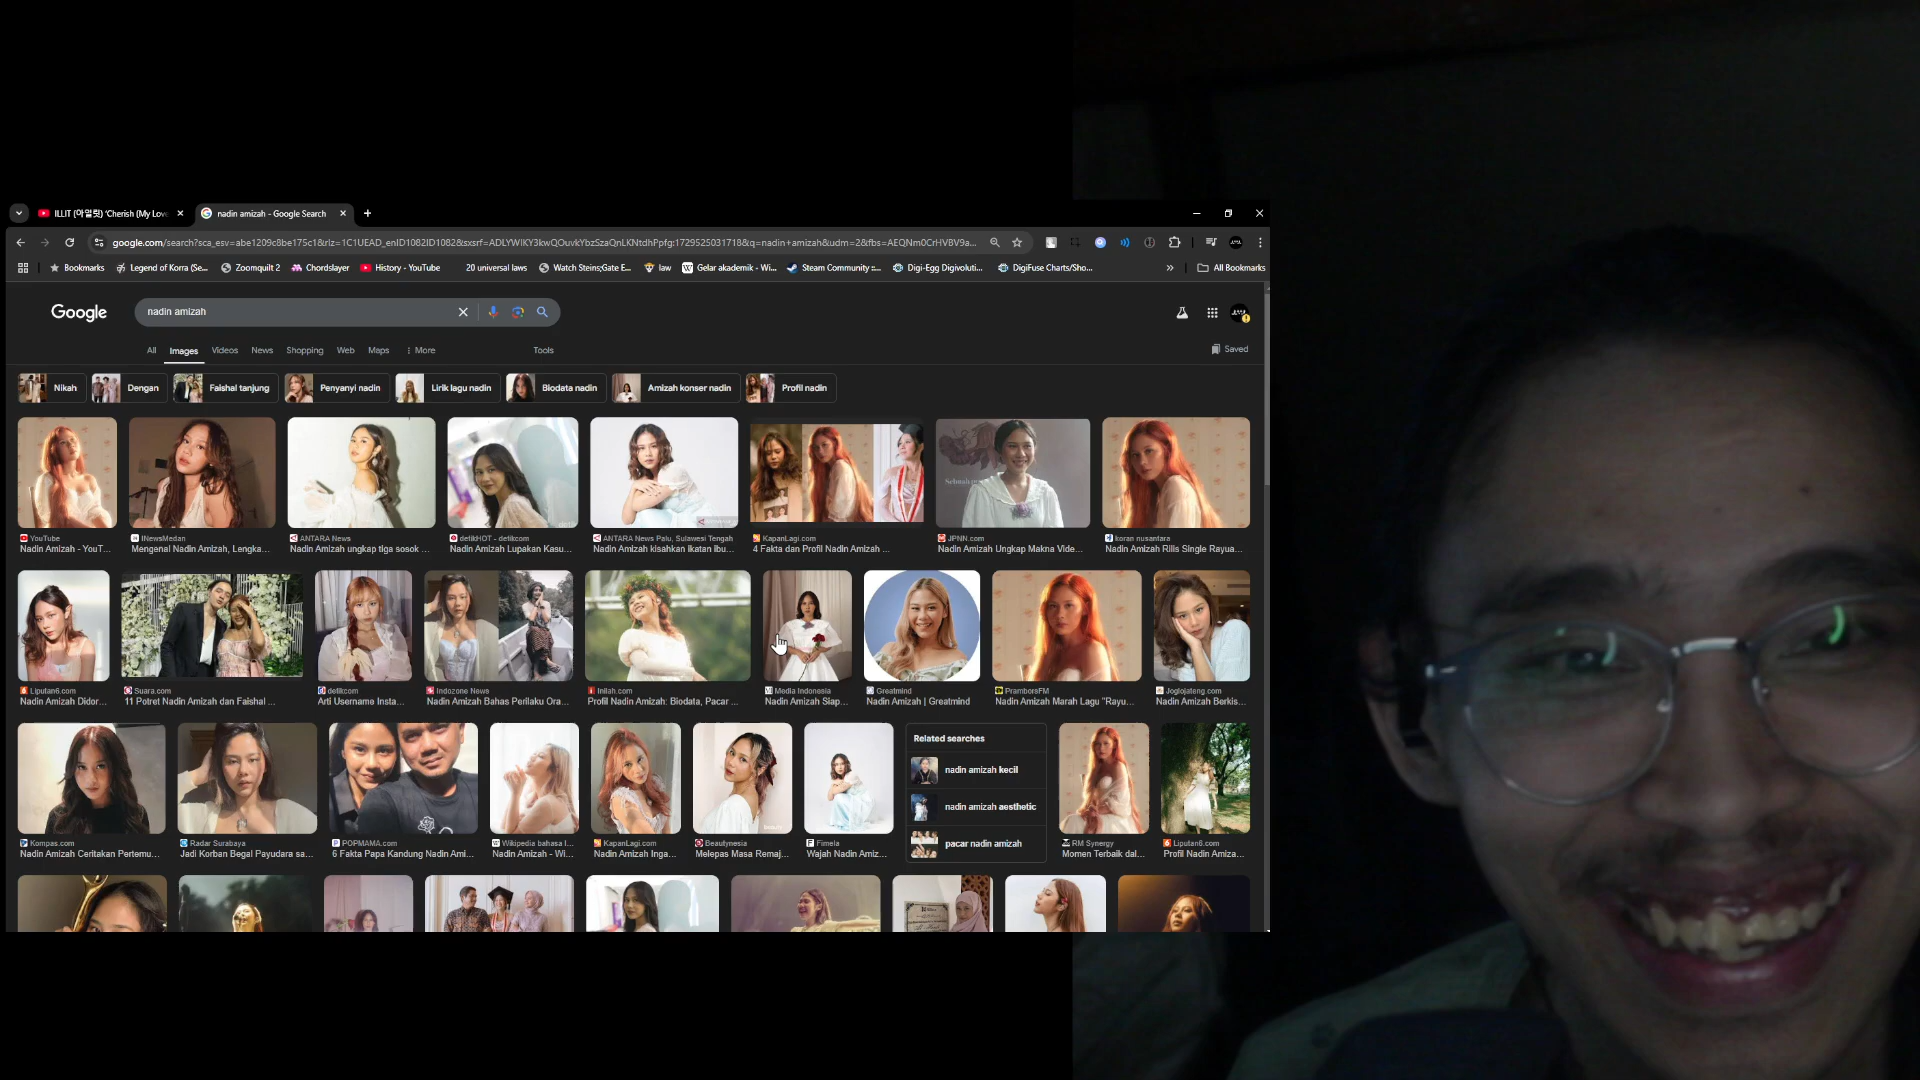 ILLIT (아일릿) 'Cherish (My Love
nadin amizah - Google Search
google.com/search?sca_esv=abe1209c8be175c1&rlz=1C1UEAD_enID1082ID1082&sxsrf=ADLYWIKY3kwQOuvkYbzSzaQnLKNtdhPpfg:1729525031718&q=nadin+amizah&udm=2&fbs=AEQNm0CrHVBV9a...
Bookmarks Legend of Korra (Se... Zoomquilt 2 Chordslayer History - YouTube 20 universal laws Watch Steins;Gate E... law Gelar akademik - Wi... Steam Community ::... Digi-Egg Digivoluti... DigiFuse Charts/Sho... » All Bookmarks
Google
nadin amizah
All Images Videos News Shopping Web Maps More Tools
Saved
Nikah Dengan Faishal tanjung Penyanyi nadin Lirik lagu nadin Biodata nadin Amizah konser nadin Profil nadin
YouTube INewsMedan ANTARA News detikHOT - detikcom ANTARA News Palu, Sulawesi Tengah KapanLagi.com JPNN.com koran nusantara
Nadin Amizah - YouT... Mengenal Nadin Amizah, Lengka... Nadin Amizah ungkap tiga sosok ... Nadin Amizah Lupakan Kasu... Nadin Amizah kisahkan ikatan ibu... 4 Fakta dan Profil Nadin Amizah ... Nadin Amizah Ungkap Makna Vide... Nadin Amizah Rilis Single Rayua...
Liputan6.com Suara.com detikcom Indozone News Inilah.com Media Indonesia Greatmind PramborsFM Joglojateng.com
Nadin Amizah Didor... 11 Potret Nadin Amizah dan Faishal ... Arti Username Insta... Nadin Amizah Bahas Perilaku Ora... Profil Nadin Amizah: Biodata, Pacar ... Nadin Amizah Siap... Nadin Amizah | Greatmind Nadin Amizah Marah Lagu "Rayu... Nadin Amizah Berkis...
Related searches
nadin amizah kecil
nadin amizah aesthetic
pacar nadin amizah
Kompas.com Radar Surabaya POPMAMA.com Wikipedia bahasa I... KapanLagi.com Beautynesia Fimela RM Synergy Liputan6.com
Nadin Amizah Ceritakan Pertemu... Jadi Korban Begal Payudara sa... 6 Fakta Papa Kandung Nadin Ami... Nadin Amizah - Wi... Nadin Amizah Inga... Melepas Masa Remaj... Wajah Nadin Amiz... Momen Terbaik dal... Profil Nadin Amiza...